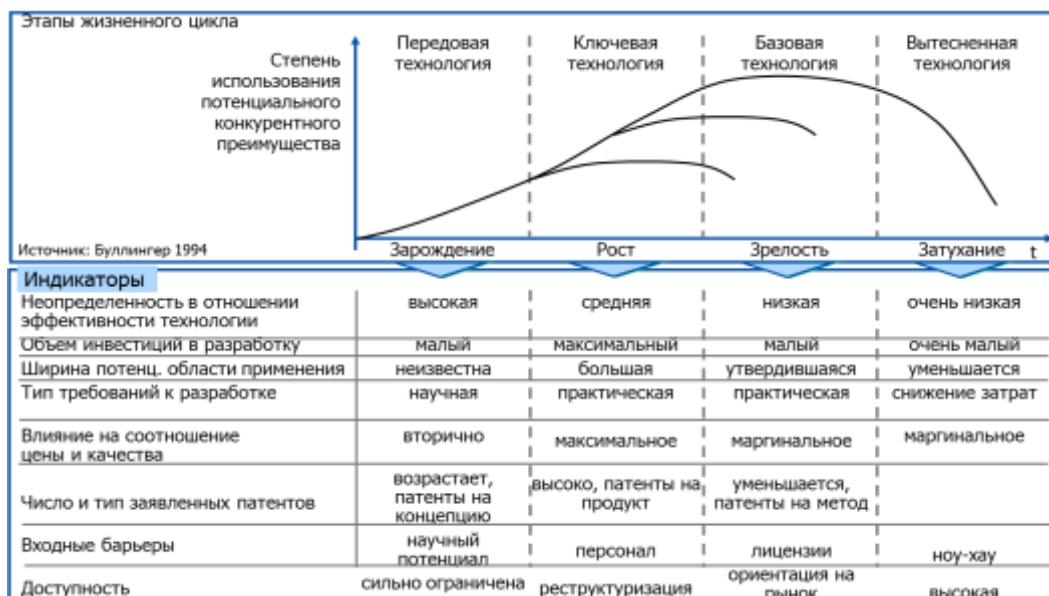 Этапы жизненного цикла
Степень
использования
потенциального
конкурентного
преимущества
Передовая
технология
Ключевая
технология
Базовая
технология
Вытесненная
технология
Источник: Буллингер 1994
Зарождение Рост Зрелость Затухание t
Индикаторы
Неопределенность в отношении
эффективности технологии
высокая средняя низкая очень низкая
Объем инвестиций в разработку малый максимальный малый очень малый
Ширина потенц. области применения неизвестна большая утвердившаяся уменьшается
Тип требований к разработке научная практическая практическая снижение затрат
Влияние на соотношение
цены и качества
вторично максимальное маргинальное маргинальное
Число и тип заявленных патентов
возрастает,
патенты на
концепцию
высоко, патенты на
продукт
уменьшается,
патенты на метод
Входные барьеры
научный
потенциал
персонал лицензии ноу-хау
Доступность сильно ограничена реструктуризация
ориентация на
рынок
высокая